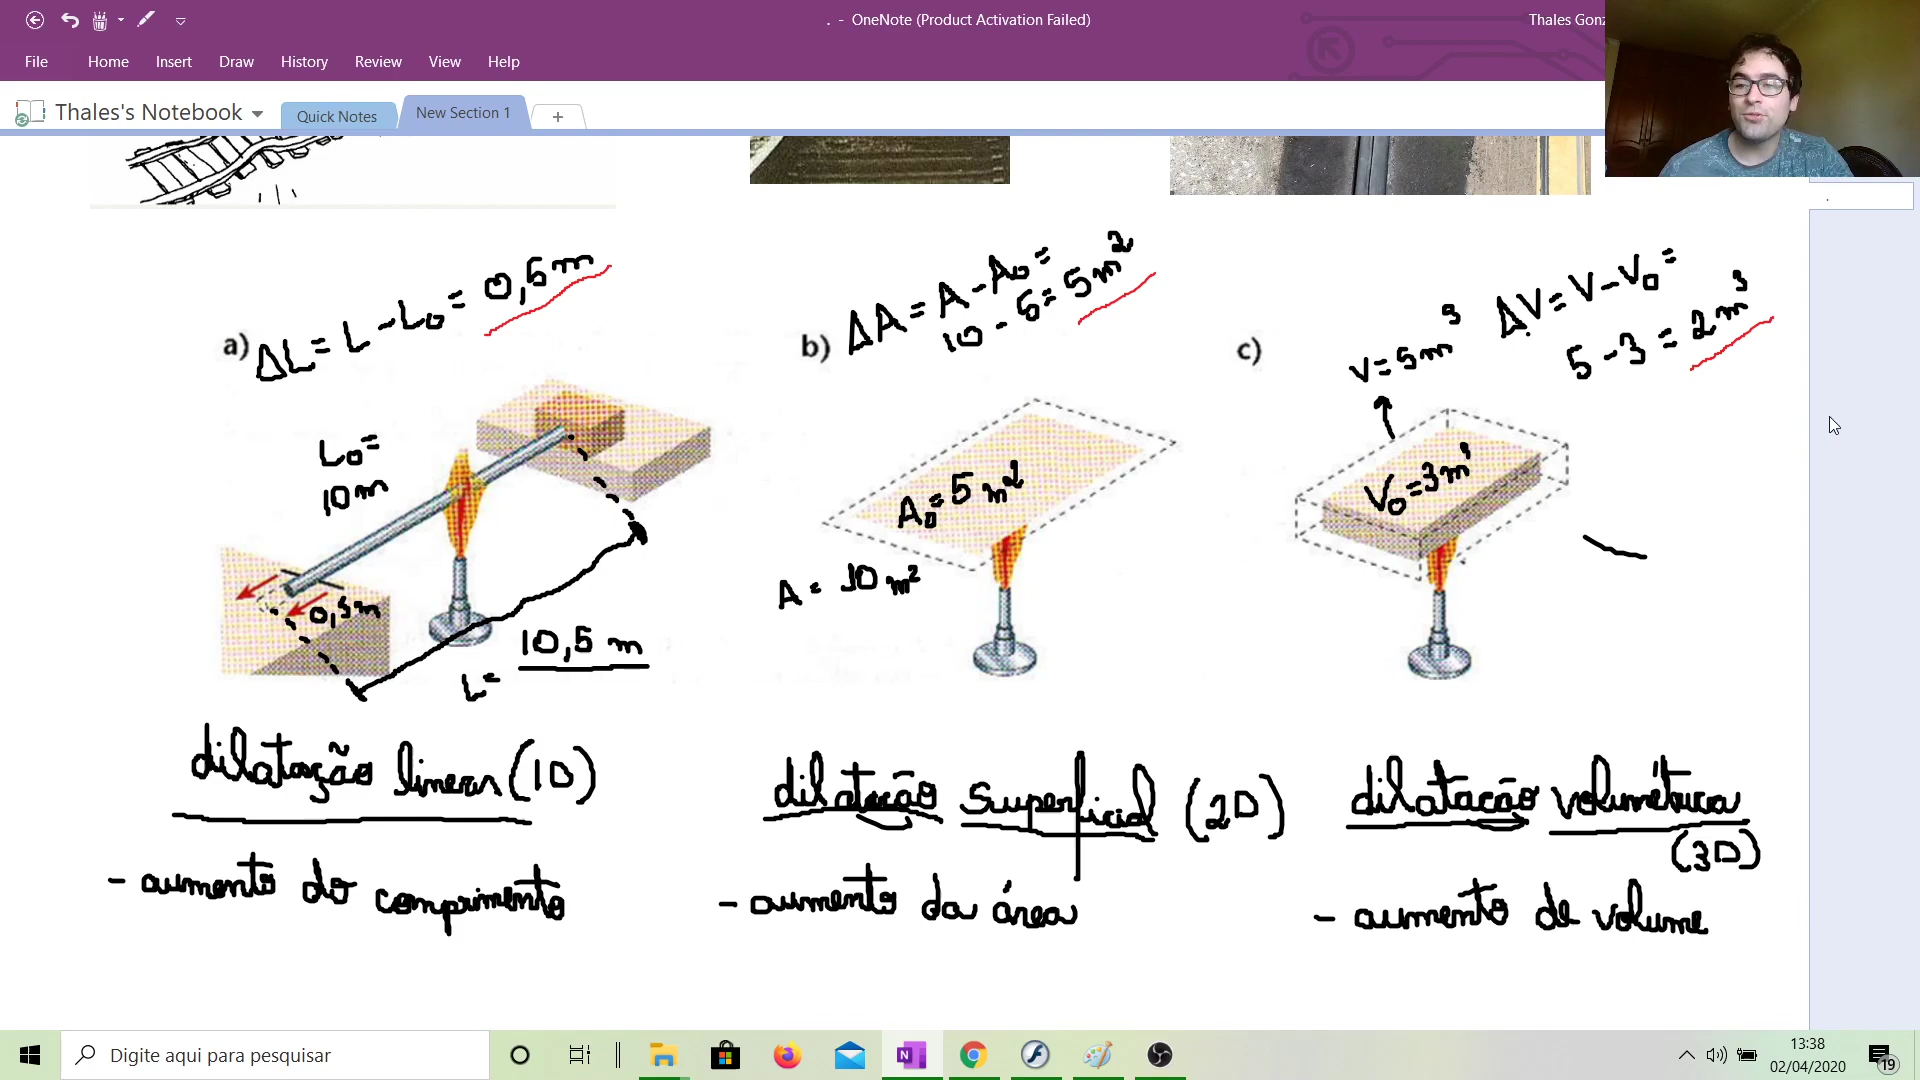 . - OneNote (Product Activation Failed)
Thales Gonz
File Home Insert Draw History Review View Help
Thales's Notebook
Quick Notes
New Section 1
+
.
a)
ΔL = L - L₀ = 0,5 m
L₀ =
10 m
0,5 m
L = 10,5 m
dilatação linear (1D)
- aumento do comprimento
b)
ΔA = A - A₀ =
10 - 5 = 5 m²
A₀ = 5 m²
A = 10 m²
dilatação superficial (2D)
- aumento da área
c)
ΔV = V - V₀ =
5 - 3 = 2 m³
V = 5 m³
V₀ = 3 m³
dilatação volumétrica
(3D)
- aumento de volume
Digite aqui para pesquisar
13:38
02/04/2020
19